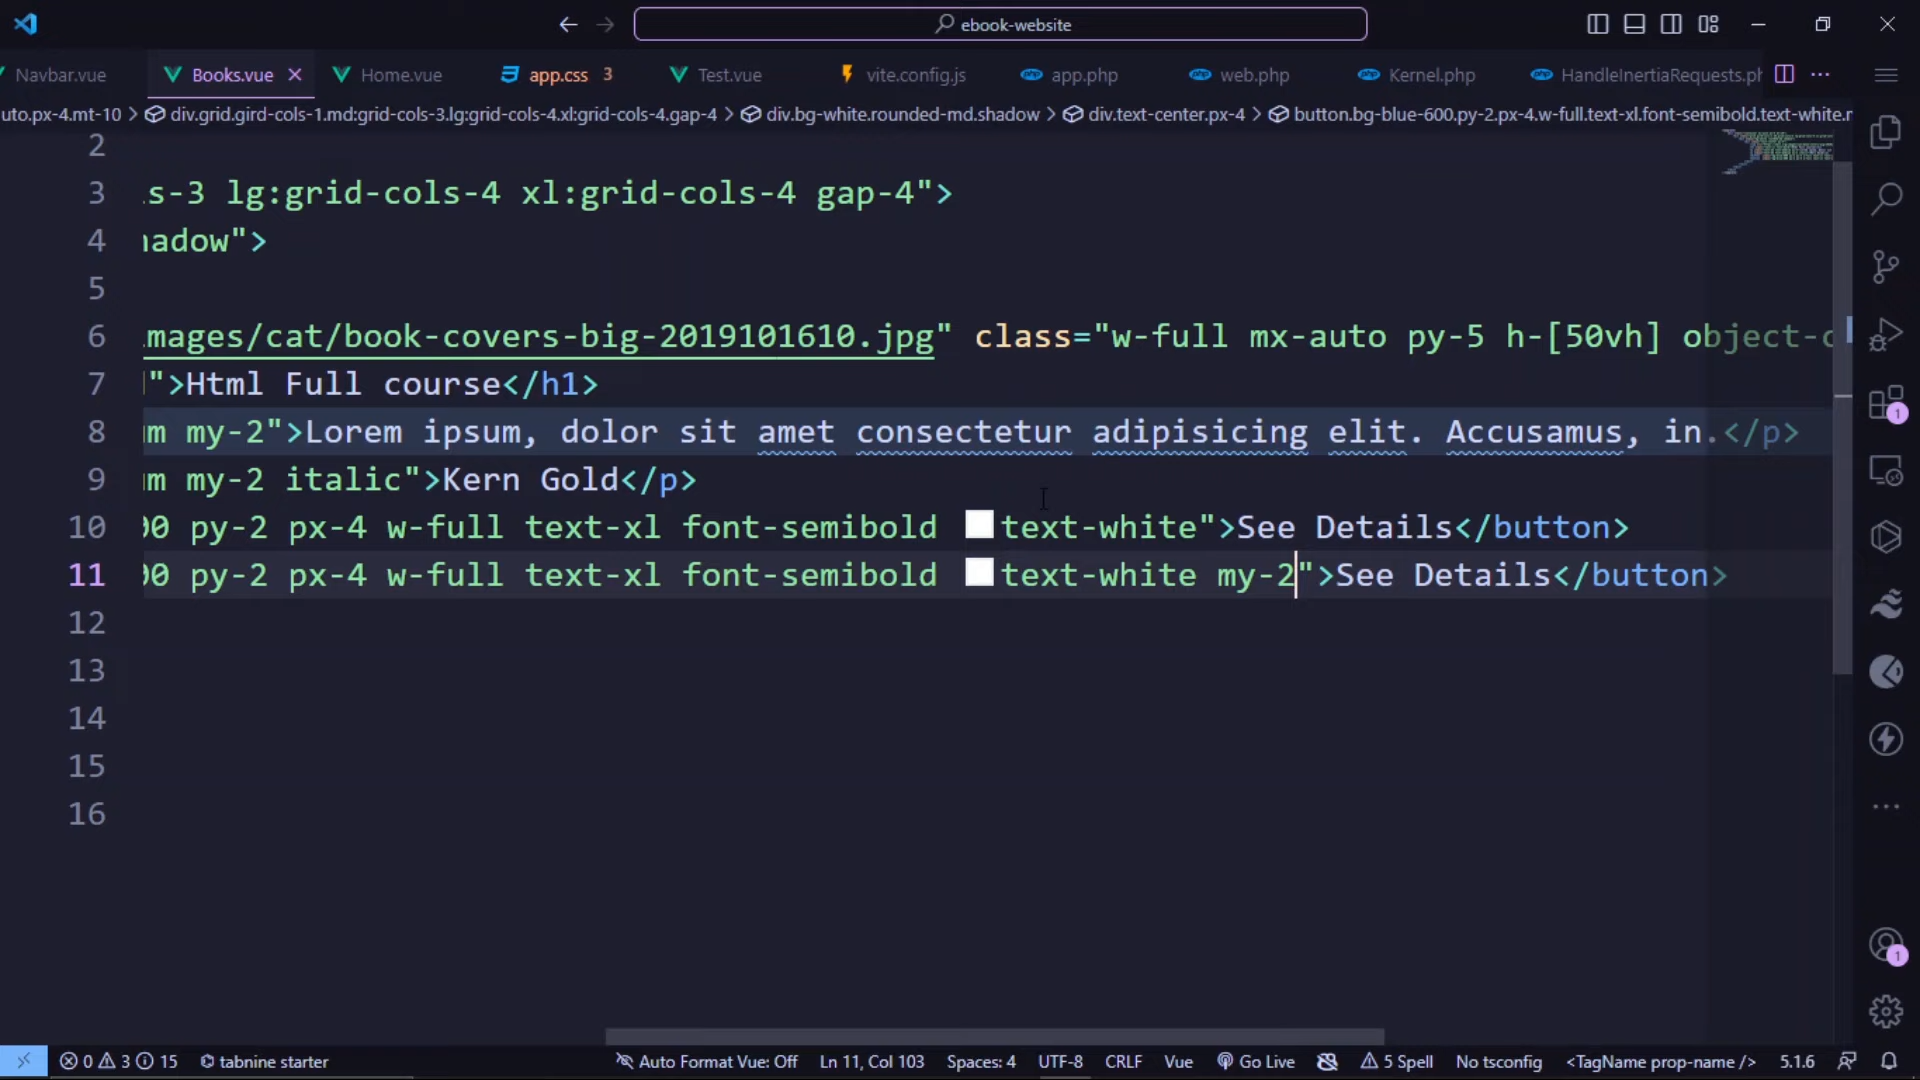 ebook-website
Navbar.vue Books.vue Home.vue app.css 3 Test.vue vite.config.js app.php web.php Kernel.php HandleInertiaRequests.ph
uto.px-4.mt-10 > div.grid.gird-cols-1.md:grid-cols-3.lg:grid-cols-4.xl:grid-cols-4.gap-4 > div.bg-white.rounded-md.shadow > div.text-center.px-4 > button.bg-blue-600.py-2.px-4.w-full.text-xl.font-semibold.text-white.
2
3 s-3 lg:grid-cols-4 xl:grid-cols-4 gap-4">
4 hadow">
5
6 mages/cat/book-covers-big-2019101610.jpg" class="w-full mx-auto py-5 h-[50vh] object-c
7 ">Html Full course</h1>
8 m my-2">Lorem ipsum, dolor sit amet consectetur adipisicing elit. Accusamus, in.</p>
9 m my-2 italic">Kern Gold</p>
10 00 py-2 px-4 w-full text-xl font-semibold text-white">See Details</button>
11 00 py-2 px-4 w-full text-xl font-semibold text-white my-2">See Details</button>
12
13
14
15
16
1
1
0 3 15 tabnine starter Auto Format Vue: Off Ln 11, Col 103 Spaces: 4 UTF-8 CRLF Vue Go Live 5 Spell No tsconfig <TagName prop-name /> 5.1.6